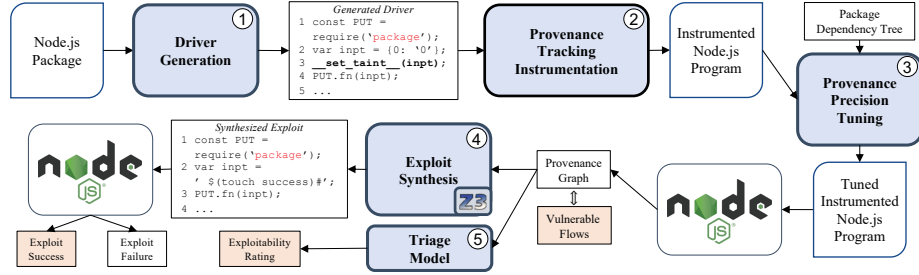 Node.js
Package
1
Driver
Generation
Generated Driver
1 const PUT =
require('package');
2 var inpt = {0: '0'};
3 __set_taint__(inpt);
4 PUT.fn(inpt);
5 ...
2
Provenance
Tracking
Instrumentation
Instrumented
Node.js
Program
Package
Dependency Tree
3
Provenance
Precision
Tuning
Tuned
Instrumented
Node.js
Program
node
JS
Provenance
Graph
Vulnerable
Flows
4
Exploit
Synthesis
Z3
5
Triage
Model
Exploitability
Rating
Synthesized Exploit
1 const PUT =
require('package');
2 var inpt =
' $(touch success)#';
3 PUT.fn(inpt);
4 ...
node
JS
Exploit
Success
Exploit
Failure